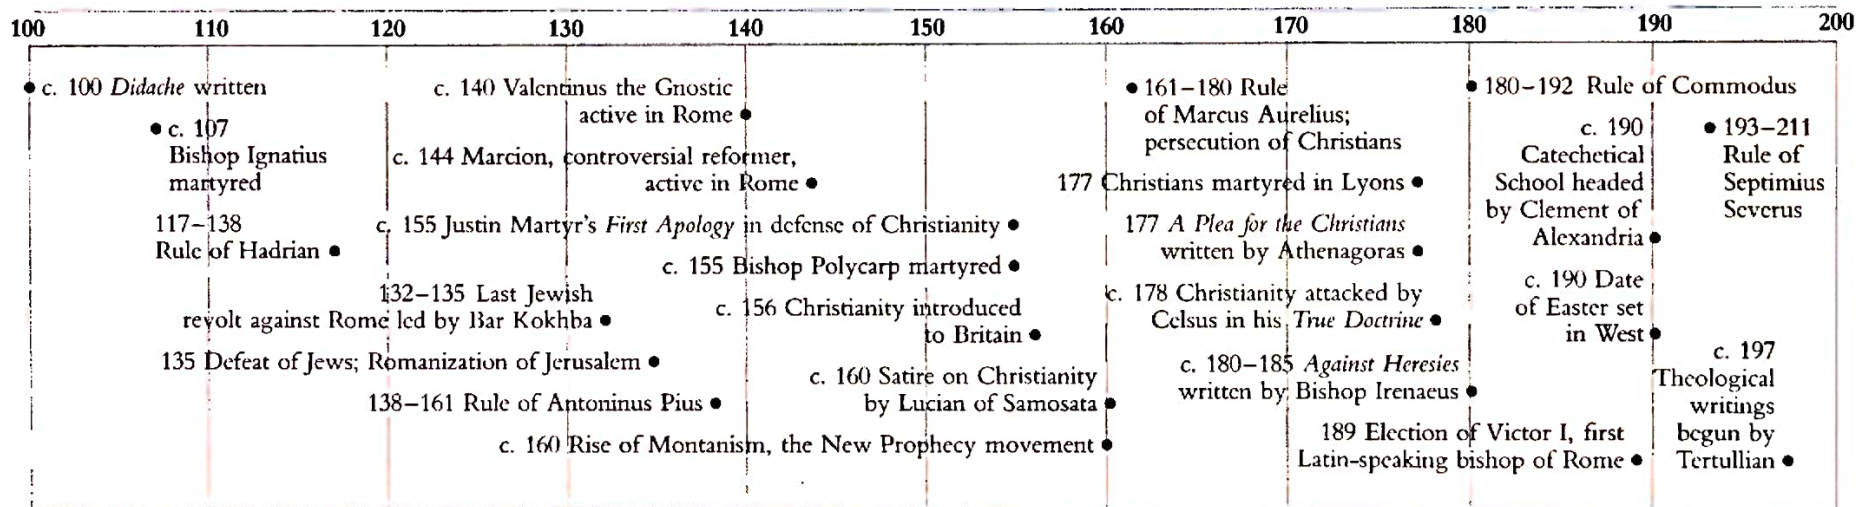 100 110 120 130 140 150 160 170 180 190 200
c. 100 Didache written
c. 107
Bishop Ignatius
martyred
117–138
Rule of Hadrian
132–135 Last Jewish
revolt against Rome led by Bar Kokhba
135 Defeat of Jews; Romanization of Jerusalem
138–161 Rule of Antoninus Pius
c. 140 Valentinus the Gnostic
active in Rome
c. 144 Marcion, controversial reformer,
active in Rome
c. 155 Justin Martyr's First Apology in defense of Christianity
c. 155 Bishop Polycarp martyred
c. 156 Christianity introduced
to Britain
c. 160 Satire on Christianity
by Lucian of Samosata
c. 160 Rise of Montanism, the New Prophecy movement
161–180 Rule
of Marcus Aurelius;
persecution of Christians
177 Christians martyred in Lyons
177 A Plea for the Christians
written by Athenagoras
c. 178 Christianity attacked by
Celsus in his True Doctrine
c. 180–185 Against Heresies
written by Bishop Irenaeus
189 Election of Victor I, first
Latin-speaking bishop of Rome
180–192 Rule of Commodus
c. 190
Catechetical
School headed
by Clement of
Alexandria
c. 190 Date
of Easter set
in West
193–211
Rule of
Septimius
Severus
c. 197
Theological
writings
begun by
Tertullian